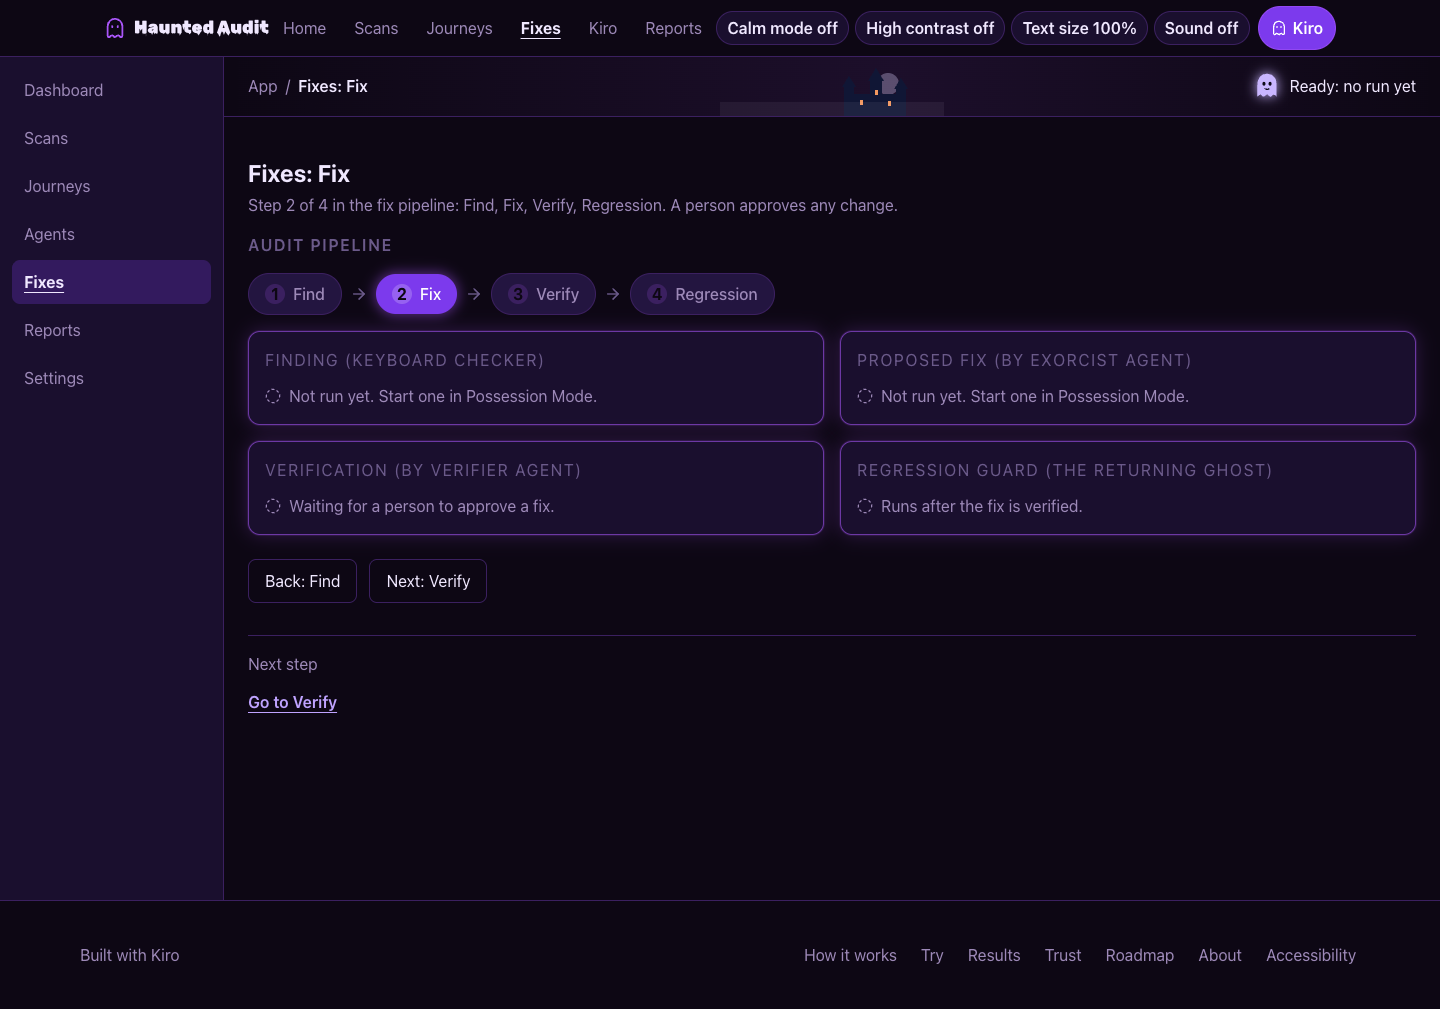 Haunted Audit Home Scans Journeys Fixes Kiro Reports Calm mode off High contrast off Text size 100% Sound off Kiro
App / Fixes: Fix Ready: no run yet
Dashboard
Scans
Journeys
Agents
Fixes
Reports
Settings
Fixes: Fix
Step 2 of 4 in the fix pipeline: Find, Fix, Verify, Regression. A person approves any change.
AUDIT PIPELINE
1 Find → 2 Fix → 3 Verify → 4 Regression
FINDING (KEYBOARD CHECKER)
Not run yet. Start one in Possession Mode.
PROPOSED FIX (BY EXORCIST AGENT)
Not run yet. Start one in Possession Mode.
VERIFICATION (BY VERIFIER AGENT)
Waiting for a person to approve a fix.
REGRESSION GUARD (THE RETURNING GHOST)
Runs after the fix is verified.
Back: Find Next: Verify
Next step
Go to Verify
Built with Kiro How it works Try Results Trust Roadmap About Accessibility